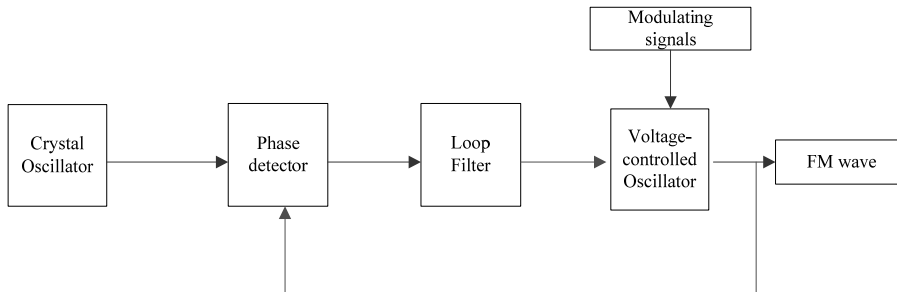 Modulating
signals
Crystal
Oscillator
Phase
detector
Loop
Filter
Voltage-
controlled
Oscillator
FM wave